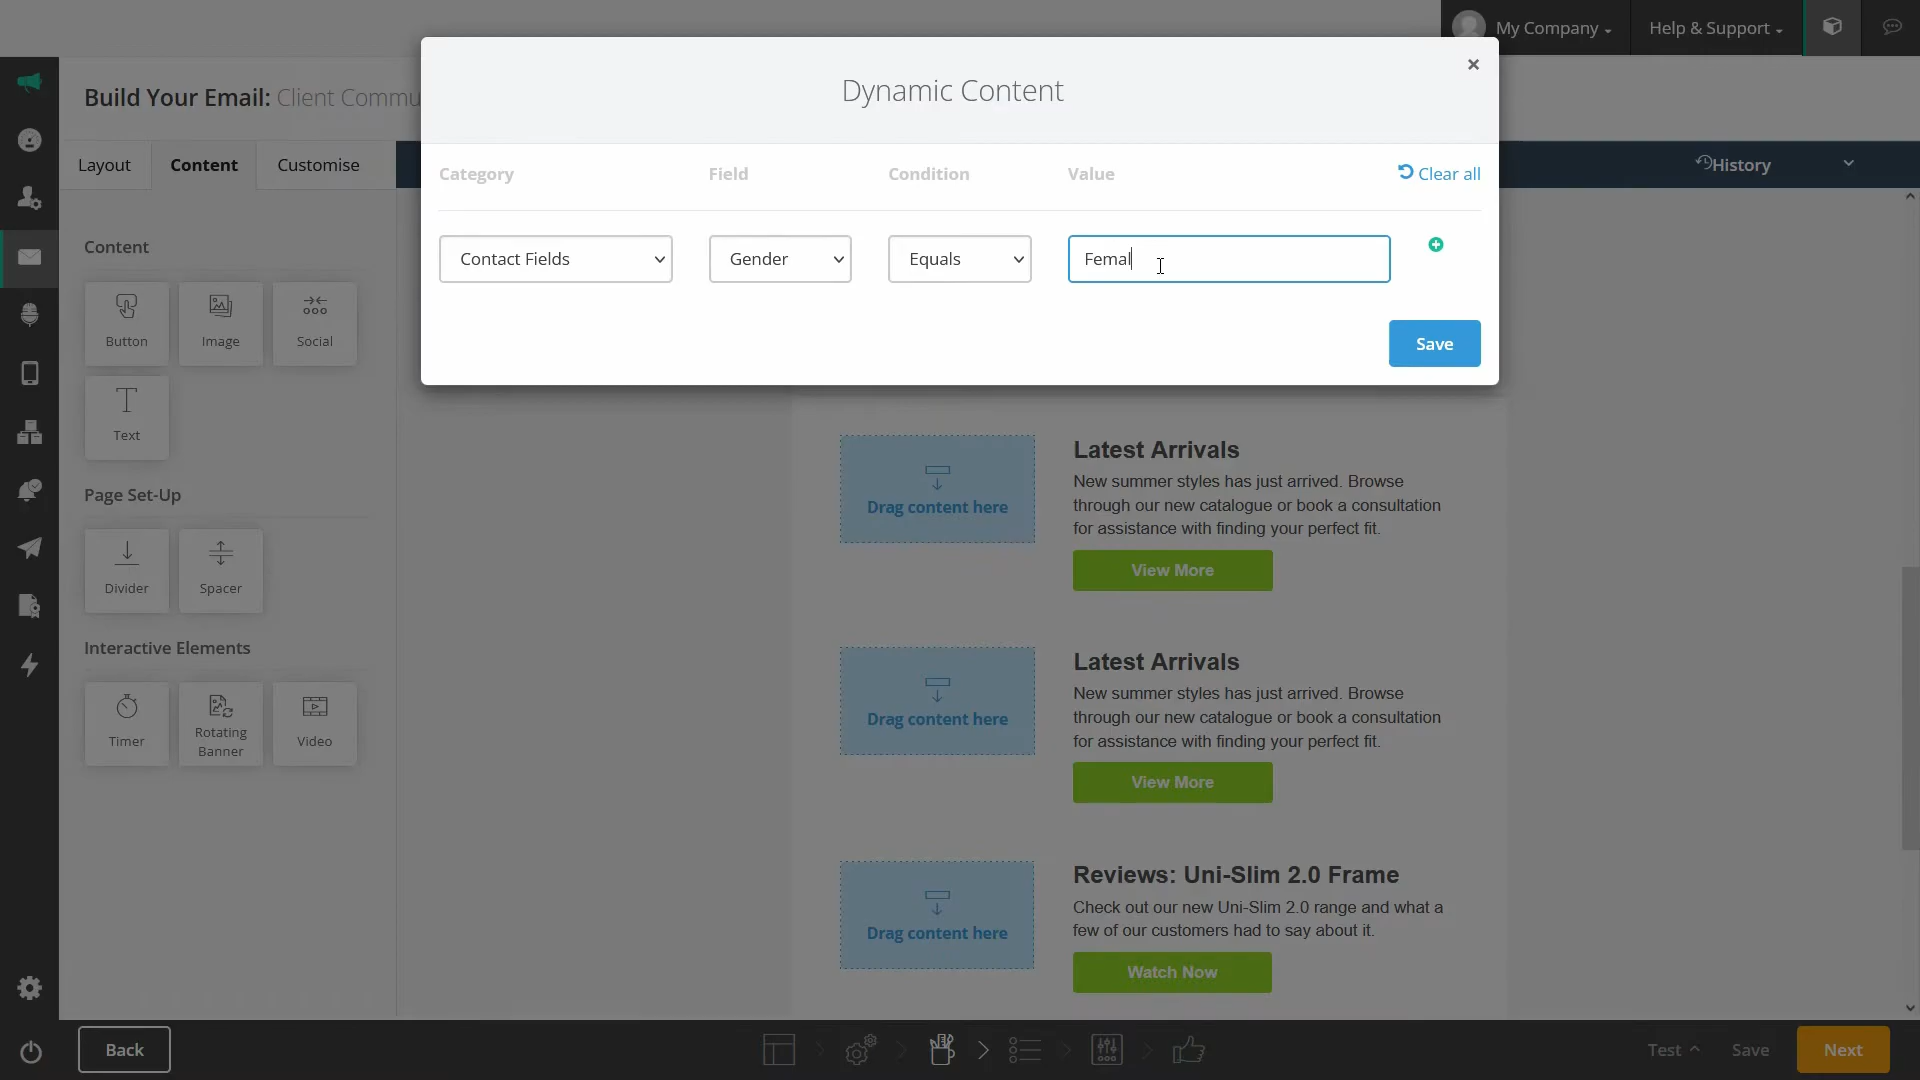 My Company
Help & Support
Build Your Email: Client Commu
Dynamic Content
Layout
Content
Customise
History
Category
Field
Condition
Value
Clear all
Contact Fields
Gender
Equals
Femal
Save
Content
Button
Image
Social
Text
Page Set-Up
Divider
Spacer
Interactive Elements
Timer
Rotating
Banner
Video
Drag content here
Latest Arrivals
New summer styles has just arrived. Browse
through our new catalogue or book a consultation
for assistance with finding your perfect fit.
View More
Drag content here
Latest Arrivals
New summer styles has just arrived. Browse
through our new catalogue or book a consultation
for assistance with finding your perfect fit.
View More
Drag content here
Reviews: Uni-Slim 2.0 Frame
Check out our new Uni-Slim 2.0 range and what a
few of our customers had to say about it.
Watch Now
Back
Test
Save
Next